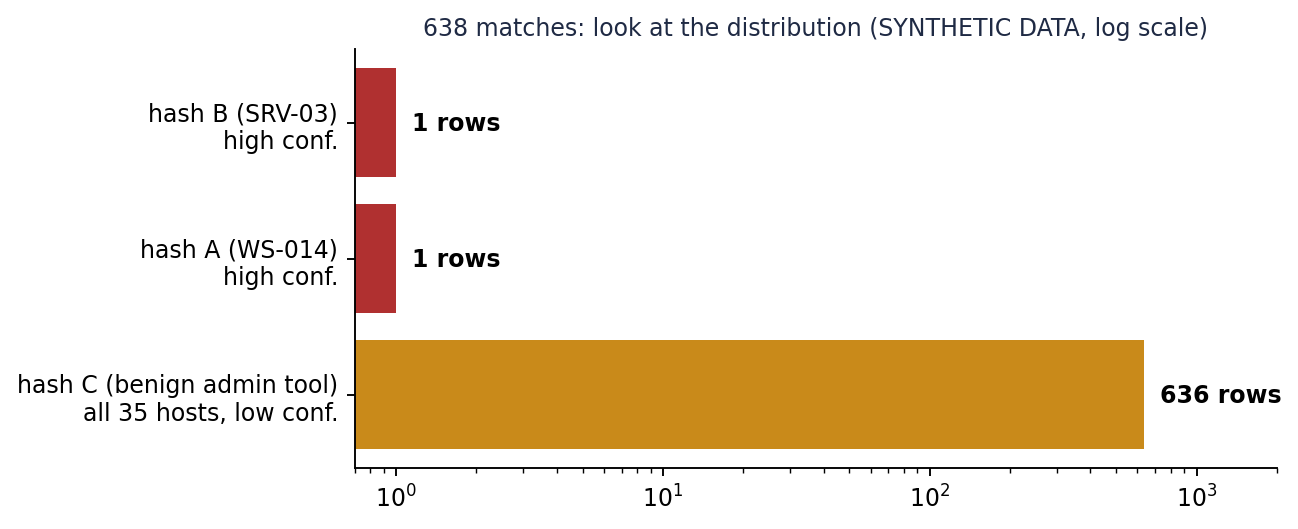 638 matches: look at the distribution (SYNTHETIC DATA, log scale)
hash B (SRV-03)
high conf.
1 rows
hash A (WS-014)
high conf.
1 rows
hash C (benign admin tool)
all 35 hosts, low conf.
636 rows
10⁰ 10¹ 10² 10³